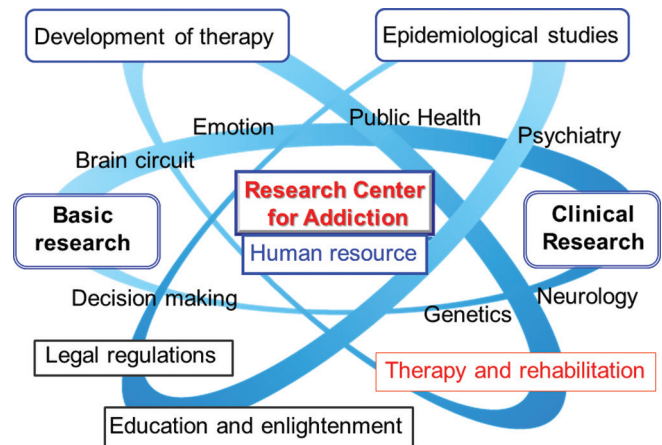 Development of therapy
Epidemiological studies
Emotion
Public Health
Psychiatry
Brain circuit
Basic
research
Research Center
for Addiction
Human resource
Clinical
Research
Decision making
Genetics
Neurology
Legal regulations
Therapy and rehabilitation
Education and enlightenment